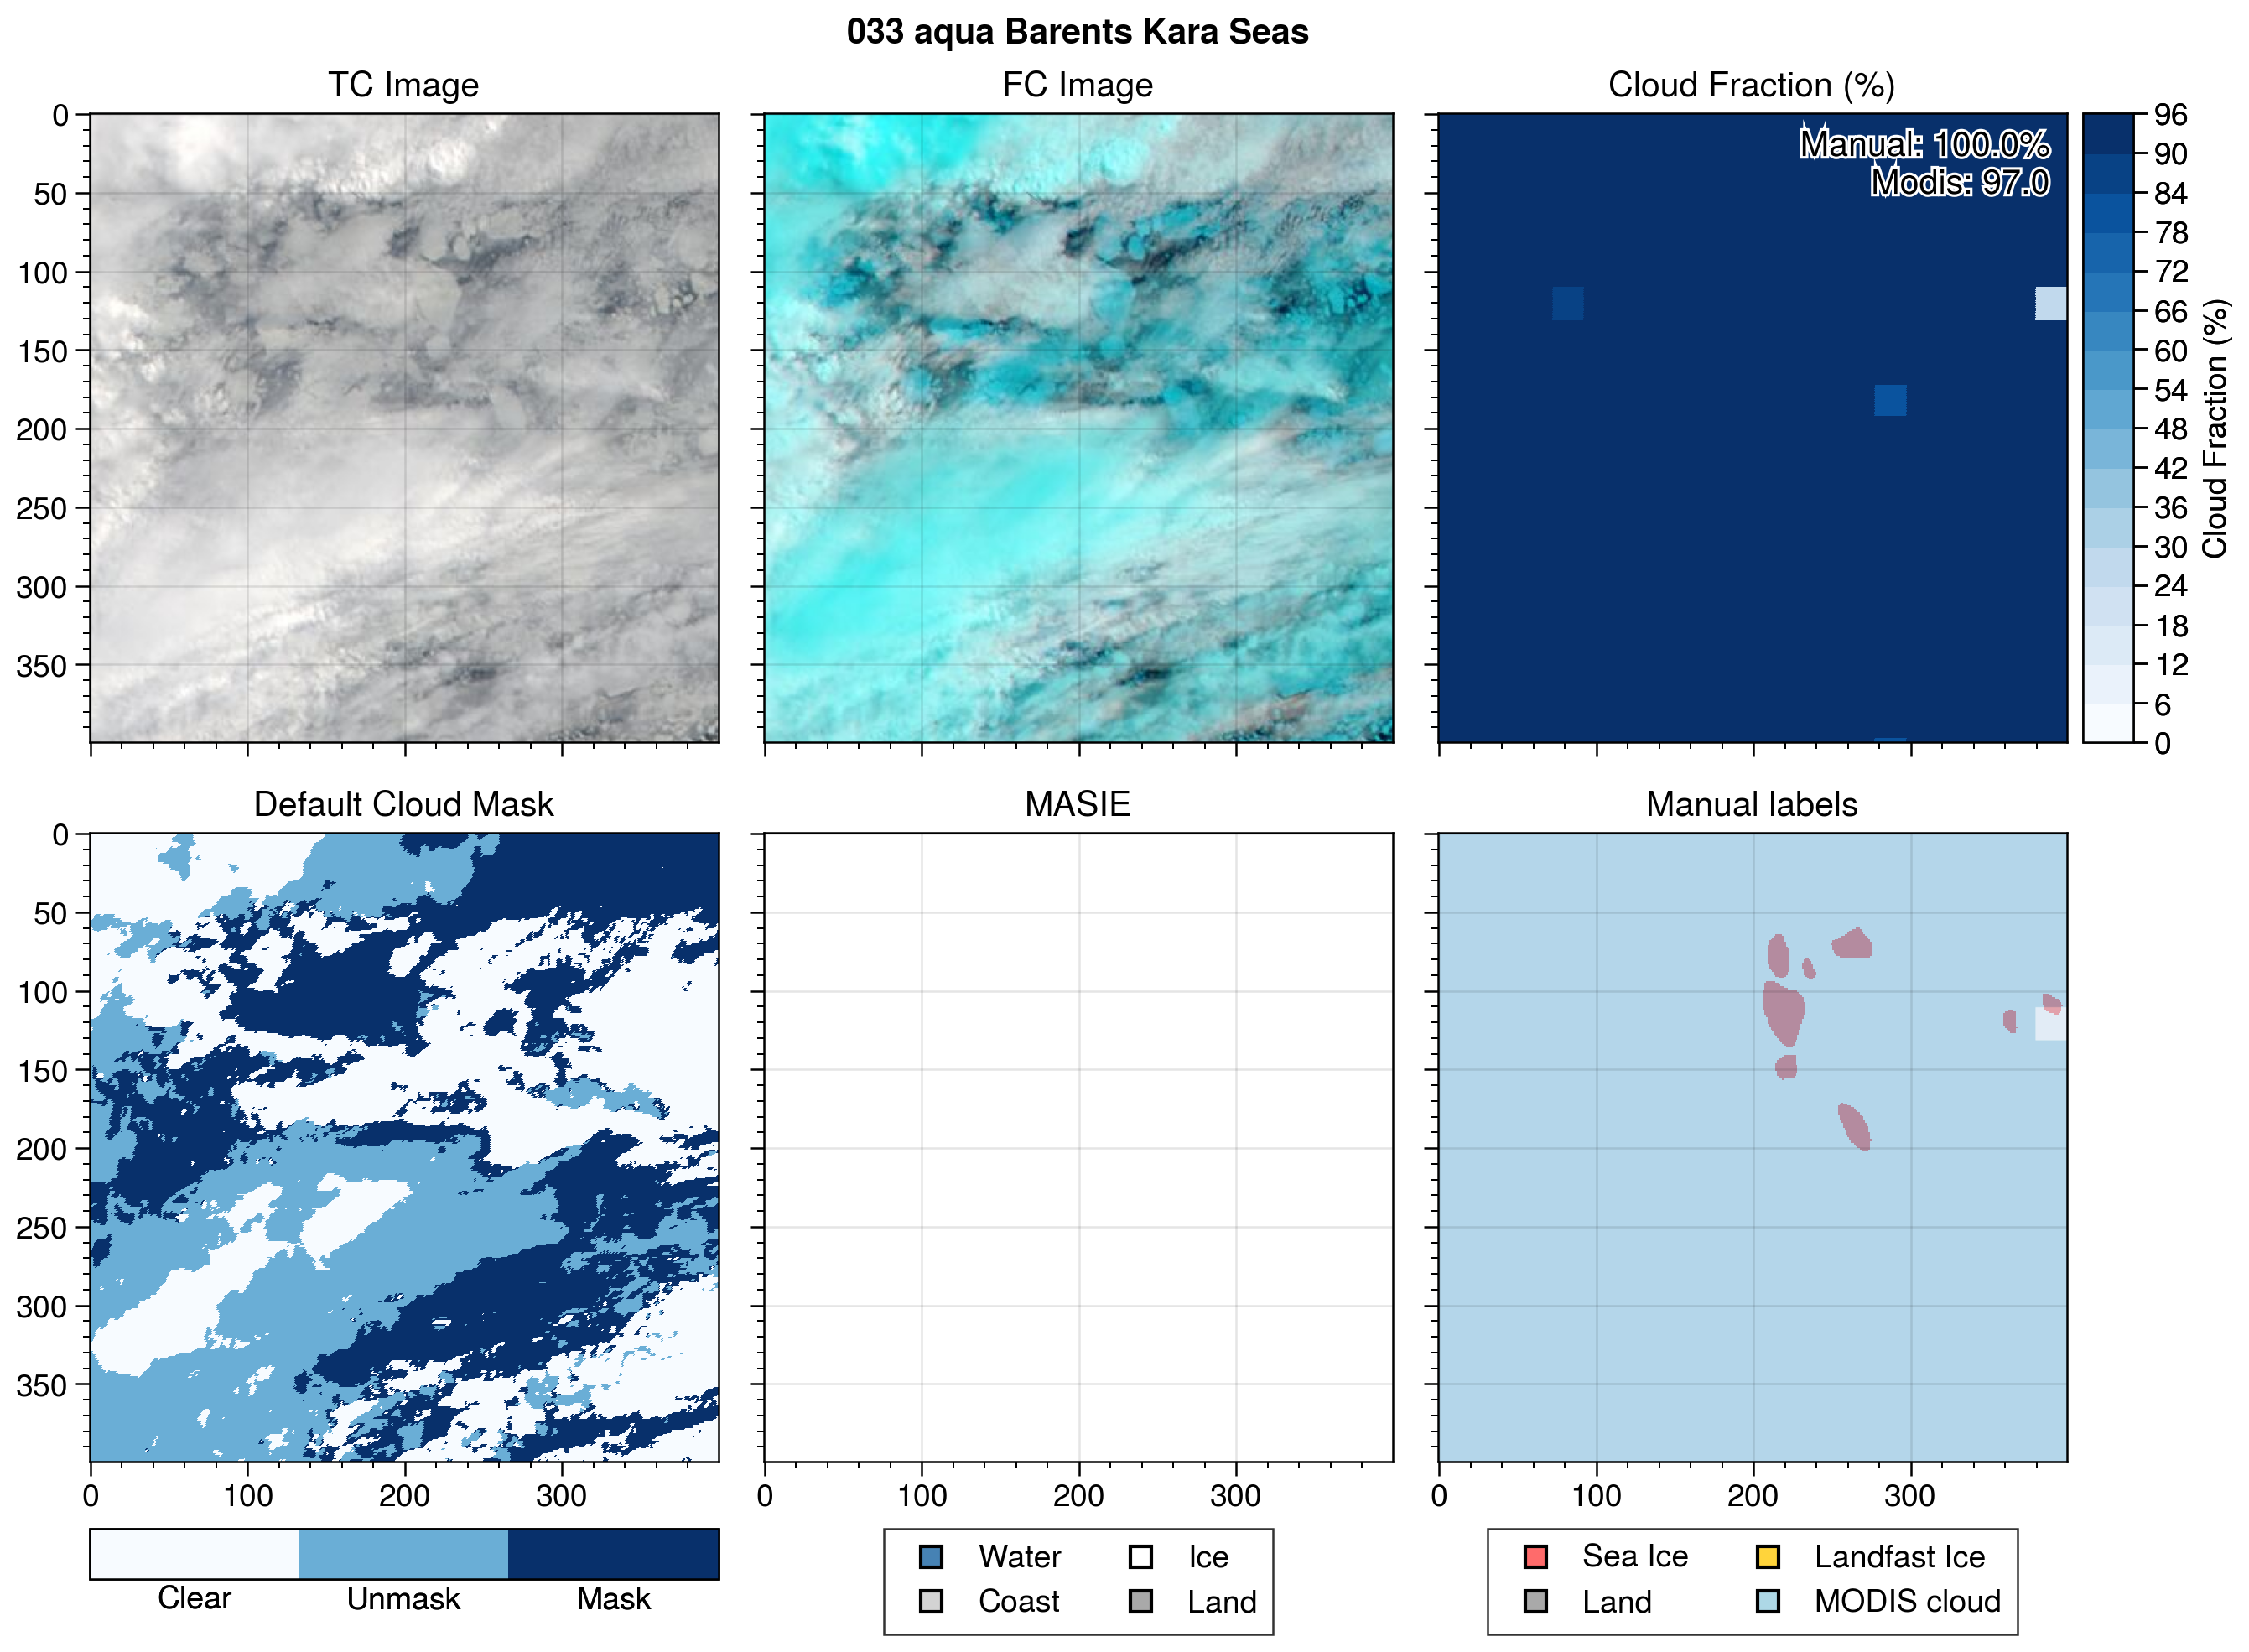 033 aqua Barents Kara Seas
TC Image
FC Image
Cloud Fraction (%)
0
50
100
150
200
250
300
350
Manual: 100.0%
Modis: 97.0
96
90
84
78
72
66
60
54
48
42
36
30
24
18
12
6
0
Cloud Fraction (%)
Default Cloud Mask
MASIE
Manual labels
0
50
100
150
200
250
300
350
0 100 200 300
0 100 200 300
0 100 200 300
Clear Unmask Mask
Water Ice
Coast Land
Sea Ice Landfast Ice
Land MODIS cloud